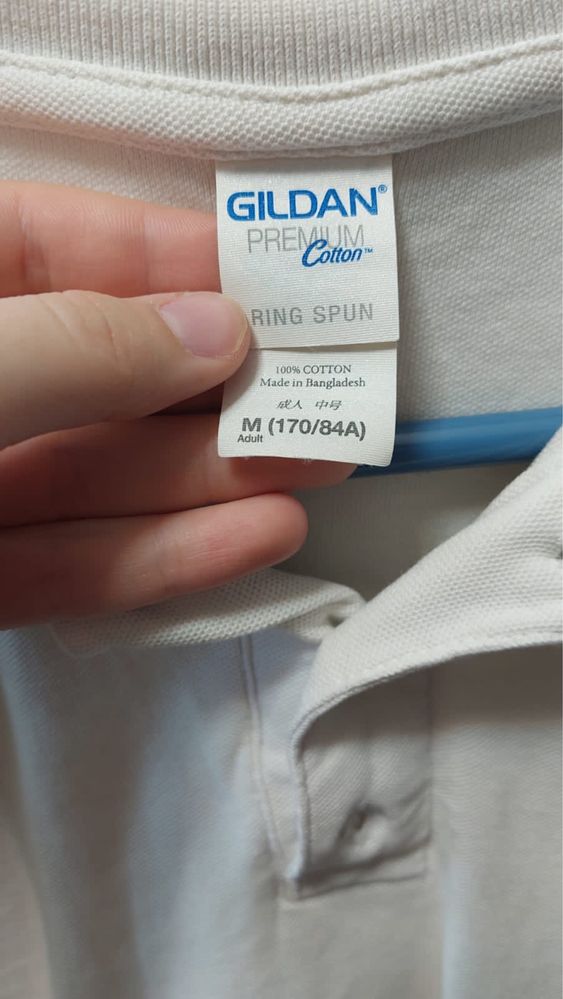 GILDAN®
PREMIUM
Cotton™
RING SPUN
100% COTTON
Made in Bangladesh
成人 中号
M (170/84A)
Adult